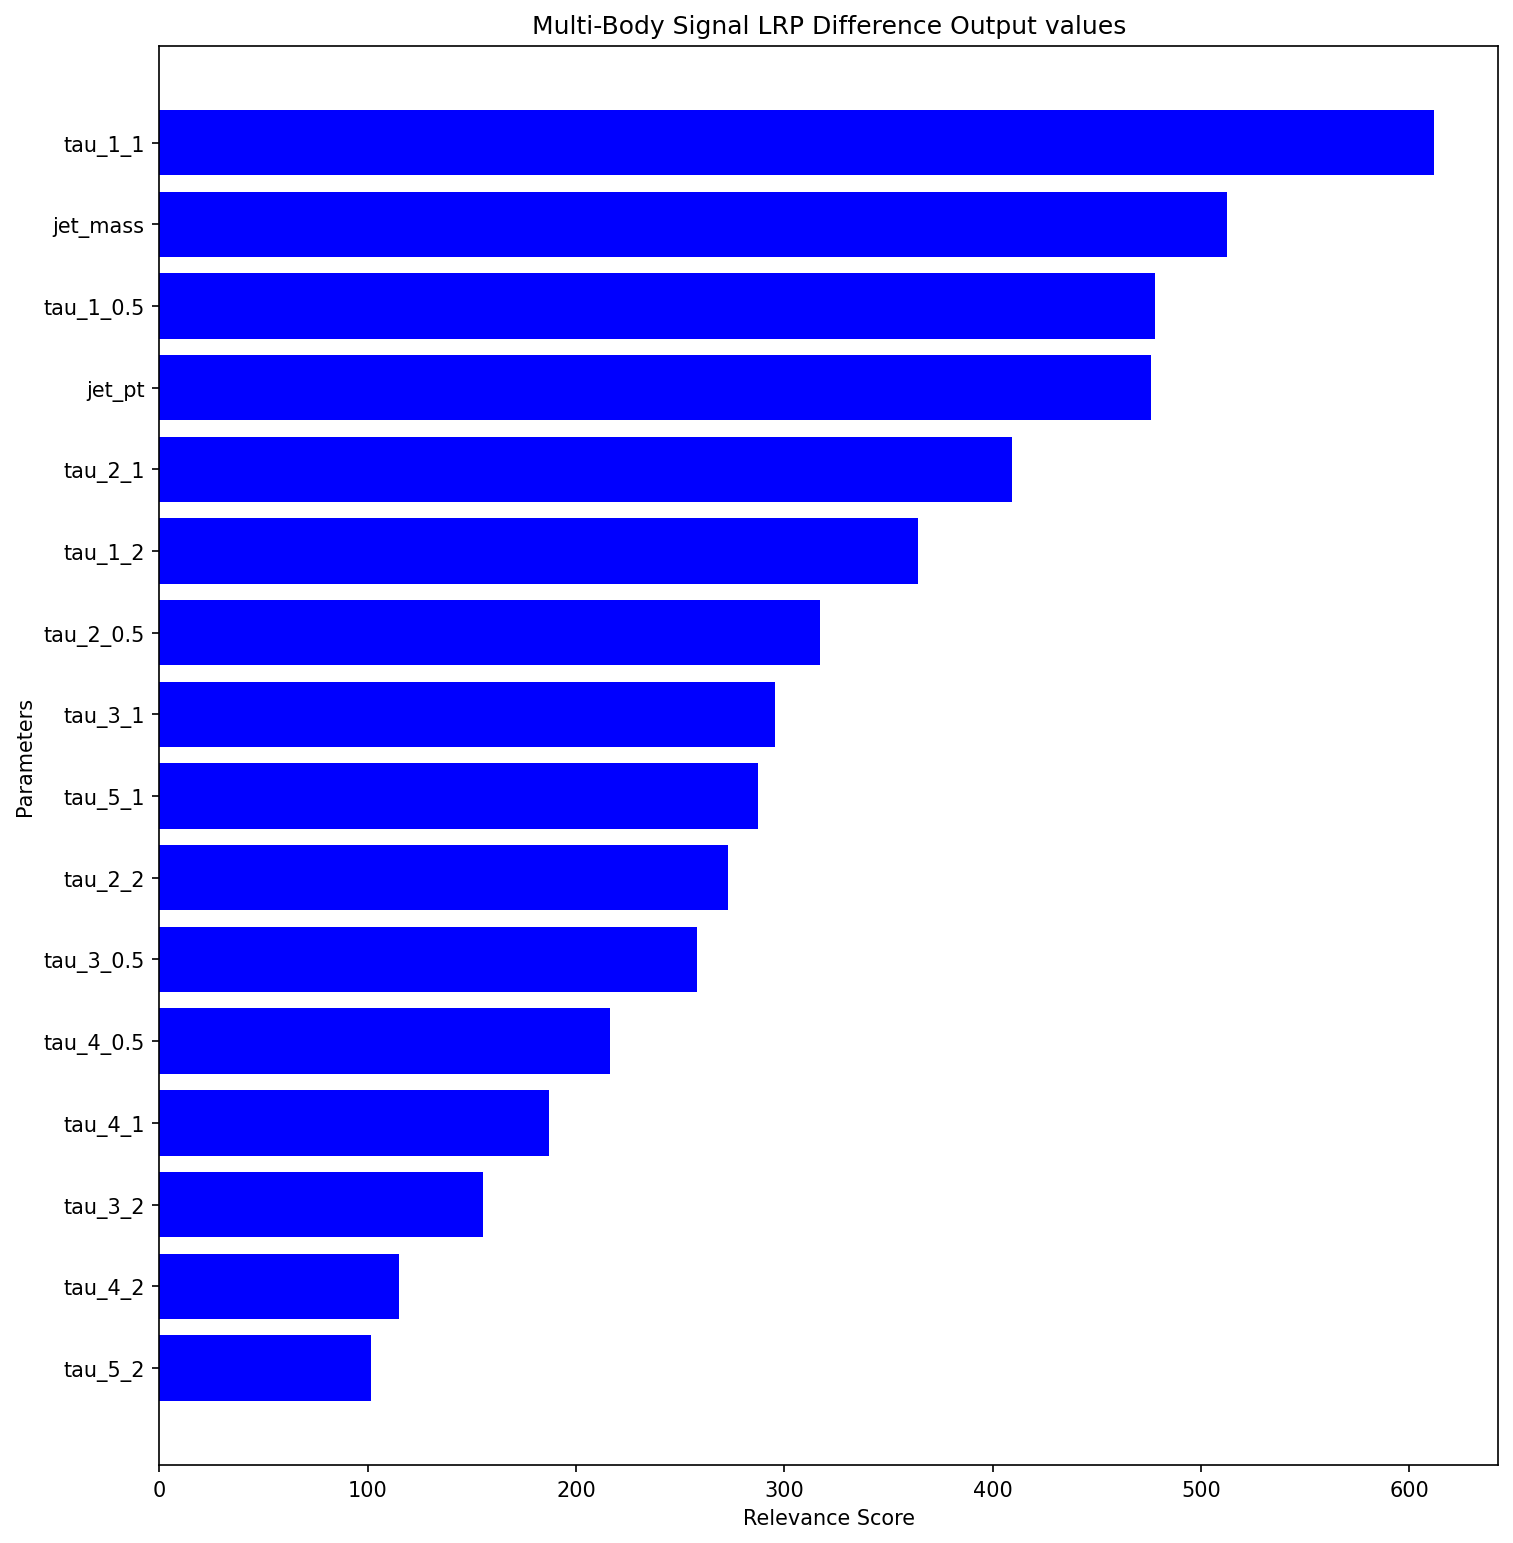 Multi-Body Signal LRP Difference Output values
tau_1_1
jet_mass
tau_1_0.5
jet_pt
tau_2_1
tau_1_2
tau_2_0.5
tau_3_1
tau_5_1
tau_2_2
tau_3_0.5
tau_4_0.5
tau_4_1
tau_3_2
tau_4_2
tau_5_2
Parameters
0 100 200 300 400 500 600
Relevance Score